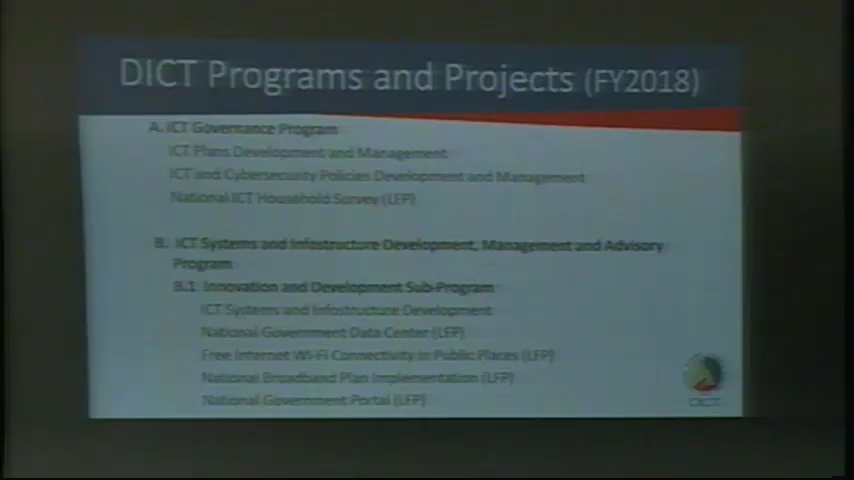 DICT Programs and Projects (FY2018)
A. ICT Governance Program
ICT Plans Development and Management
ICT and Cybersecurity Policies Development and Management
National ICT Household Survey (LFP)
B. ICT Systems and Infostructure Development, Management and Advisory
Program
B.1 Innovation and Development Sub-Program
ICT Systems and Infostructure Development
National Government Data Center (LFP)
Free Internet Wi-Fi Connectivity in Public Places (LFP)
National Broadband Plan Implementation (LFP)
National Government Portal (LFP)
DICT